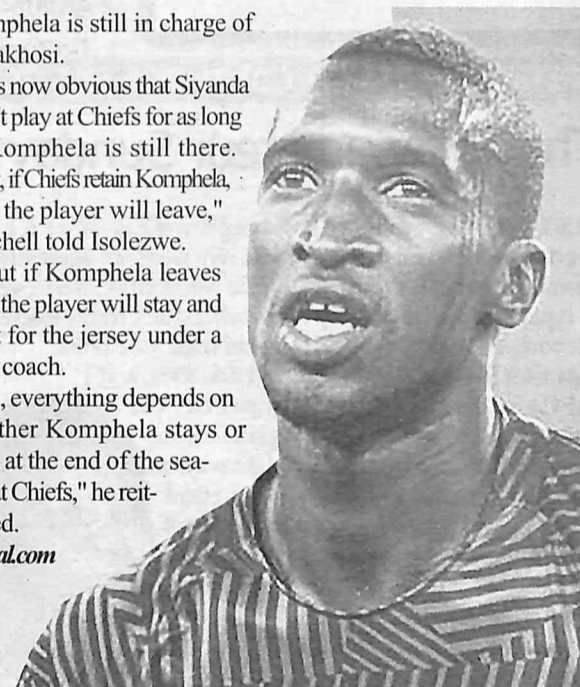 mphela is still in charge of
akhosi.
s now obvious that Siyanda
't play at Chiefs for as long
Komphela is still there.
, if Chiefs retain Komphela,
the player will leave,"
chell told Isolezwe.
ut if Komphela leaves
the player will stay and
for the jersey under a
coach.
, everything depends on
ther Komphela stays or
at the end of the sea-
t Chiefs," he reit-
ed.
al.com